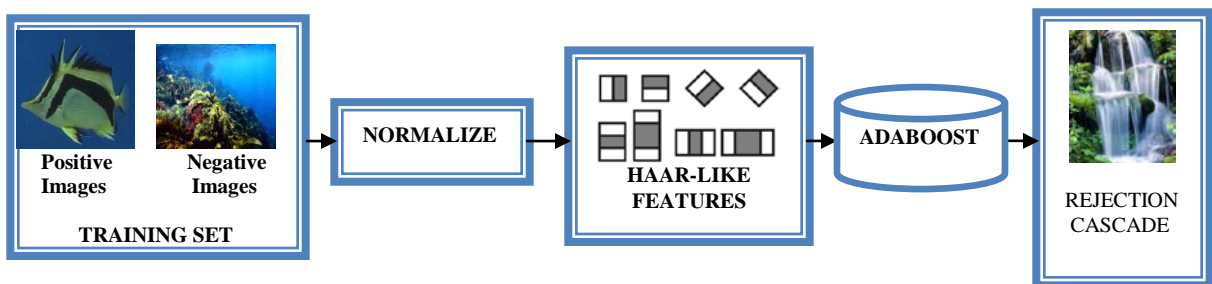 Positive
Images
Negative
Images
TRAINING SET
NORMALIZE
HAAR-LIKE
FEATURES
ADABOOST
REJECTION
CASCADE